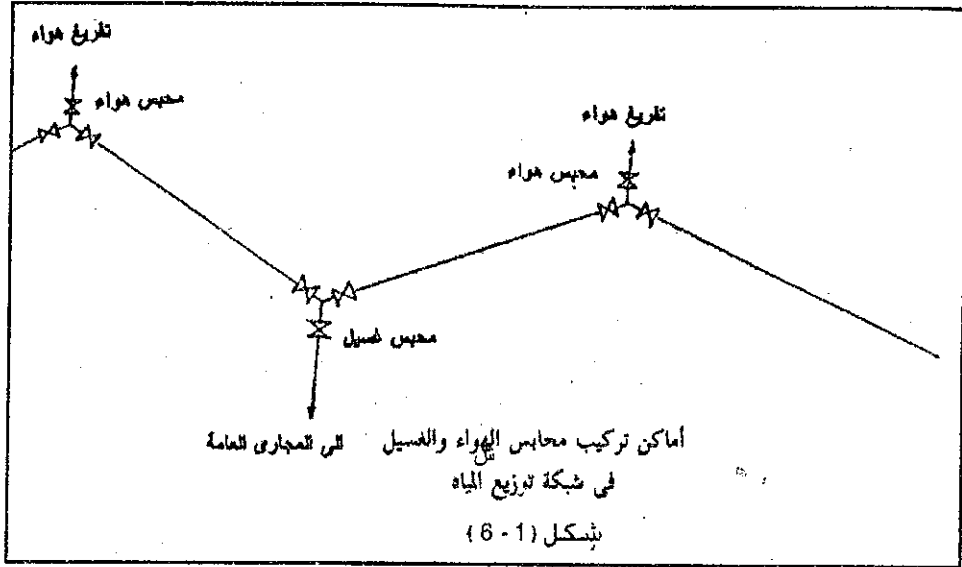 تفريغ هواء
محبس هواء
تفريغ هواء
محبس هواء
محبس غسيل
الى المجارى العامة
أماكن تركيب محابس الهواء والغسيل
فى شبكة توزيع المياه
شكل (1 - 6)